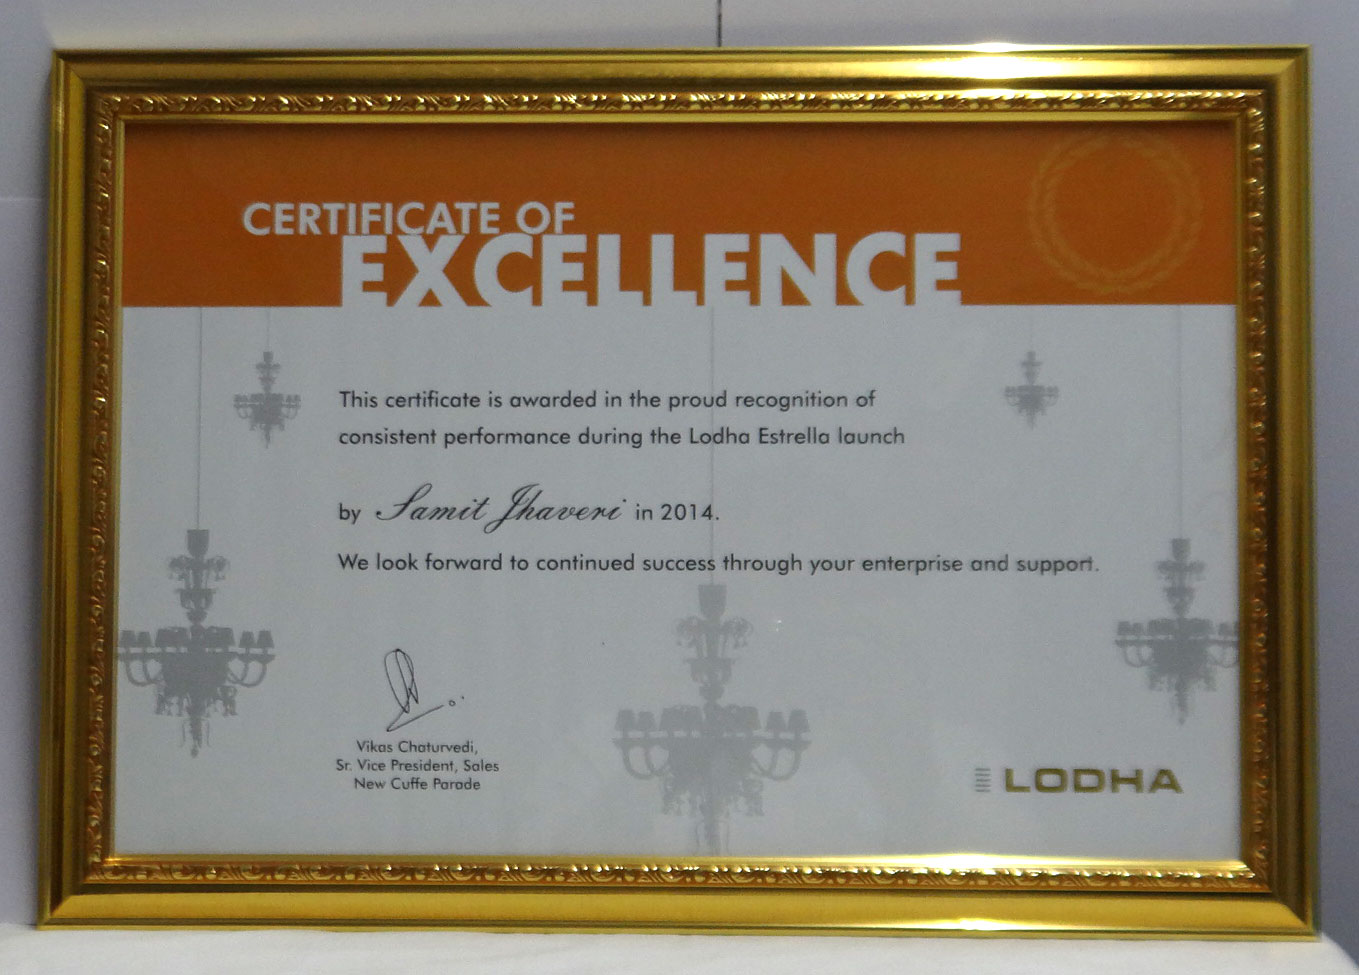 CERTIFICATE OF
EXCELLENCE
This certificate is awarded in the proud recognition of
consistent performance during the Lodha Estrella launch
by Samit Jhaveri in 2014.
We look forward to continued success through your enterprise and support.
Vikas Chaturvedi,
Sr. Vice President, Sales
New Cuffe Parade
LODHA